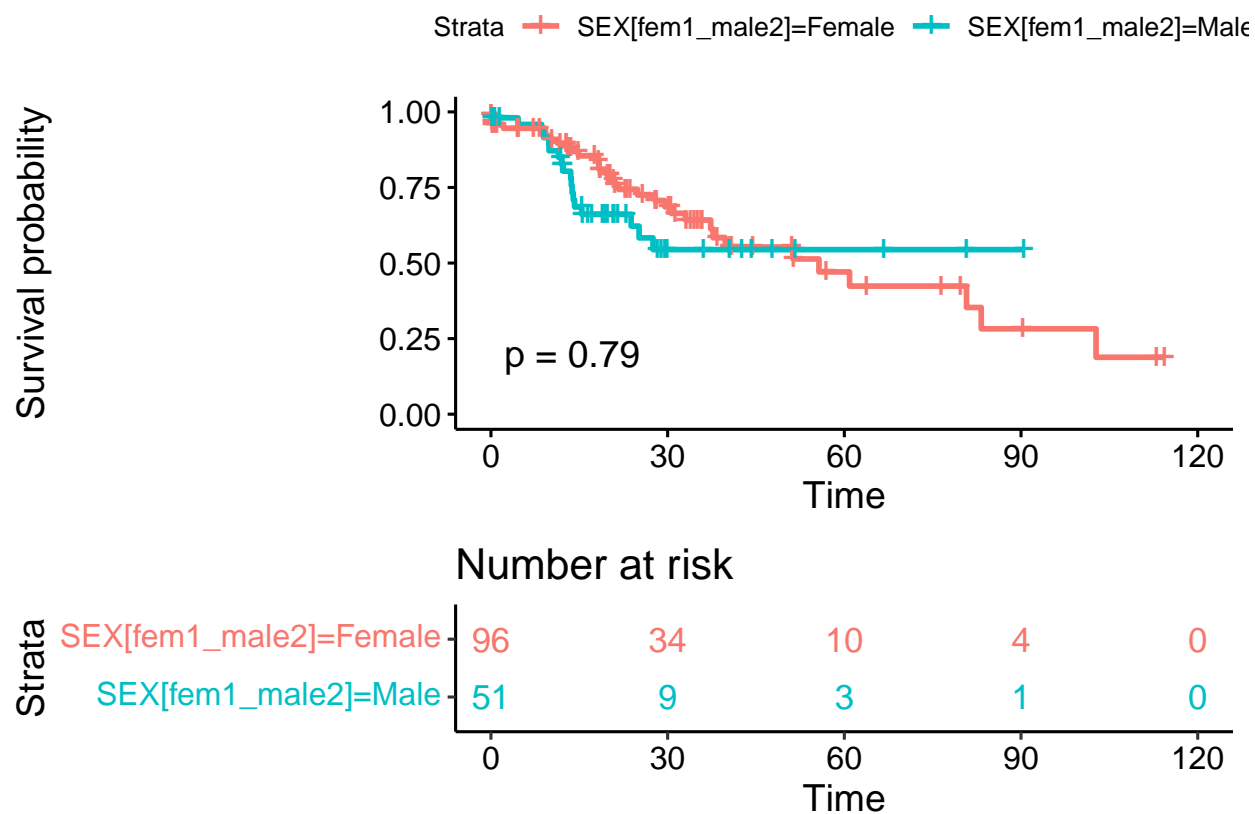 Strata SEX[fem1_male2]=Female SEX[fem1_male2]=Male
Survival probability
1.00
0.75
0.50
0.25
0.00
p = 0.79
0 30 60 90 120
Time
Number at risk
Strata
SEX[fem1_male2]=Female 96 34 10 4 0
SEX[fem1_male2]=Male 51 9 3 1 0
0 30 60 90 120
Time